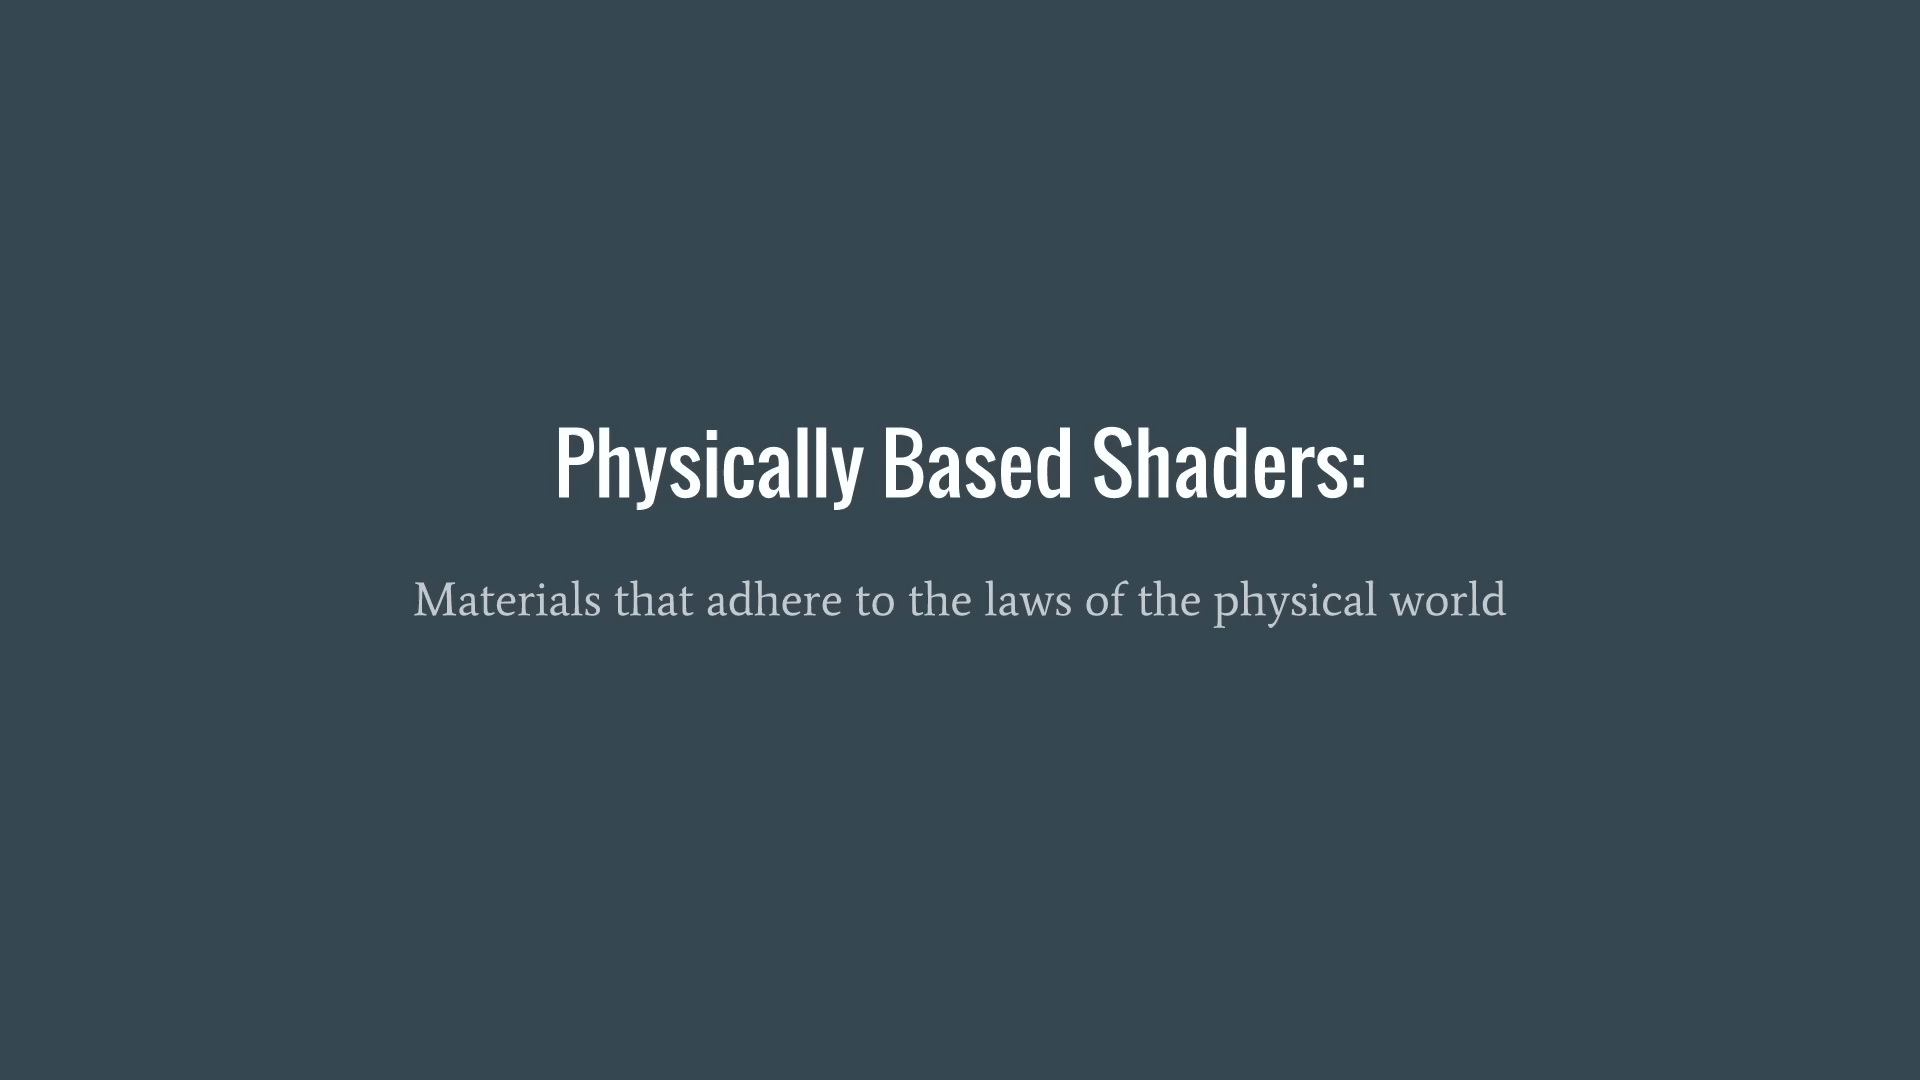 Physically Based Shaders:
Materials that adhere to the laws of the physical world